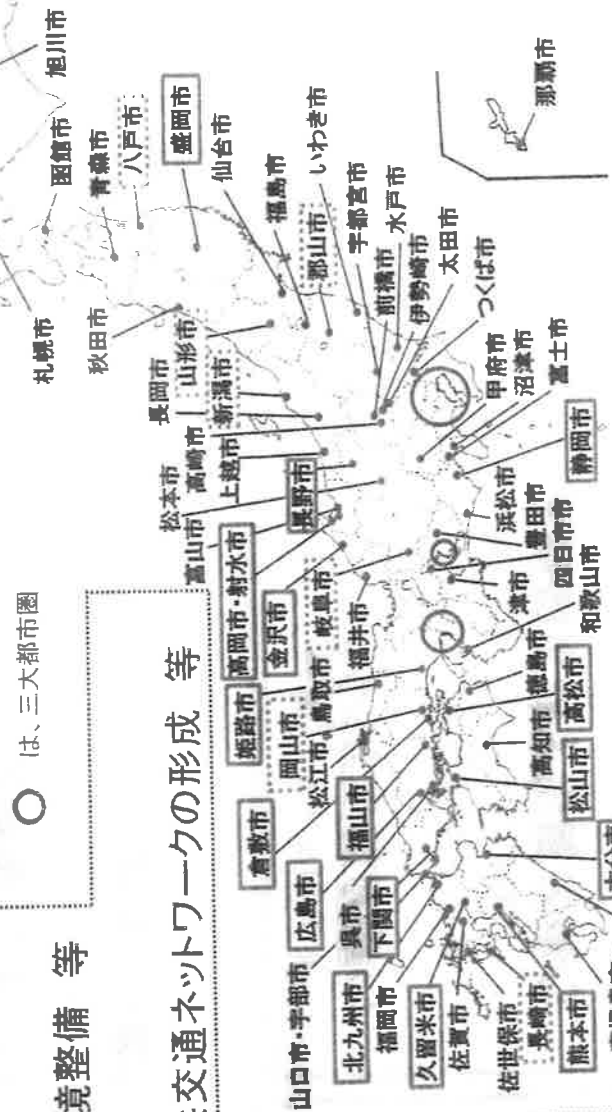 ○は、三大都市圏
境整備 等
交通ネットワークの形成 等
旭川市
函館市
札幌市
青森市
八戸市
秋田市
盛岡市
仙台市
山形市
福島市
いわき市
郡山市
長岡市
新潟市
宇都宮市
水戸市
前橋市
伊勢崎市
太田市
つくば市
高崎市
上越市
松本市
長野市
高山市
甲府市
沼津市
富士市
静岡市
高岡市・射水市
金沢市
岐阜市
福井市
浜松市
豊田市
四日市市
津市
和歌山市
姫路市
鳥取市
岡山市
松江市
徳島市
高松市
倉敷市
福山市
高知市
松山市
広島市
呉市
下関市
山口市・宇部市
北九州市
福岡市
久留米市
佐賀市
佐世保市
長崎市
熊本市
那覇市